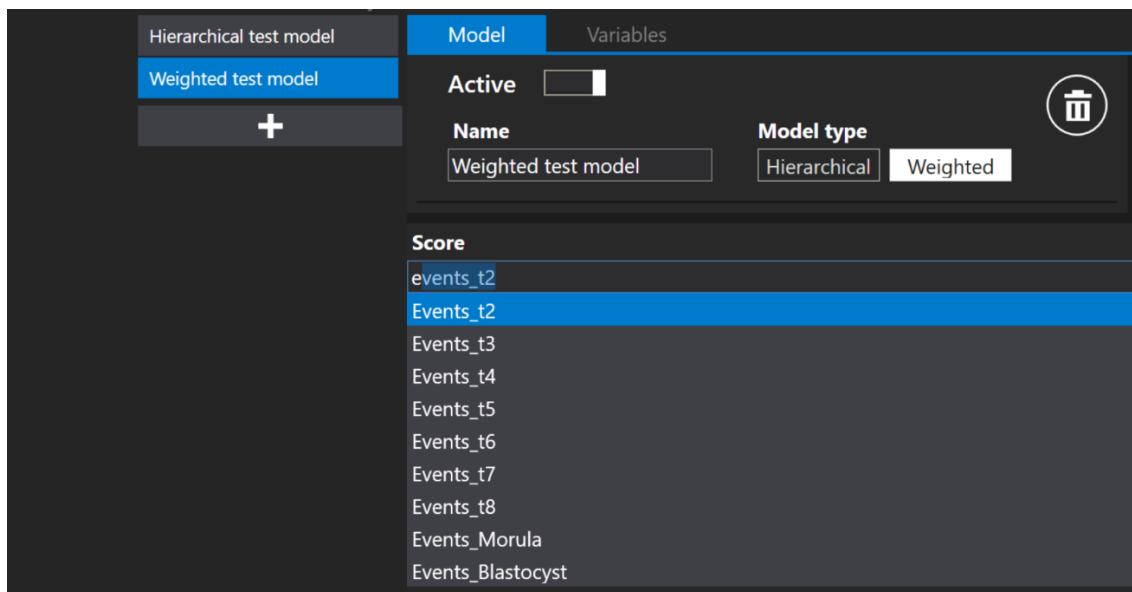 Hierarchical test model
Weighted test model
Model Variables
Active
Name Model type
Weighted test model Hierarchical Weighted
Score
events_t2
Events_t2
Events_t3
Events_t4
Events_t5
Events_t6
Events_t7
Events_t8
Events_Morula
Events_Blastocyst